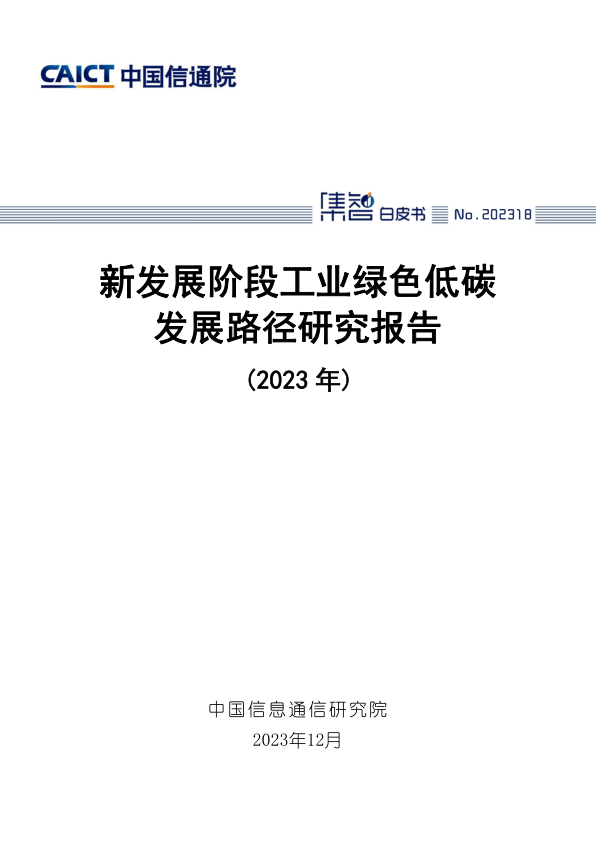 CAICT 中国信通院
集智白皮书 No.202318
新发展阶段工业绿色低碳
发展路径研究报告
(2023 年)
中国信息通信研究院
2023年12月